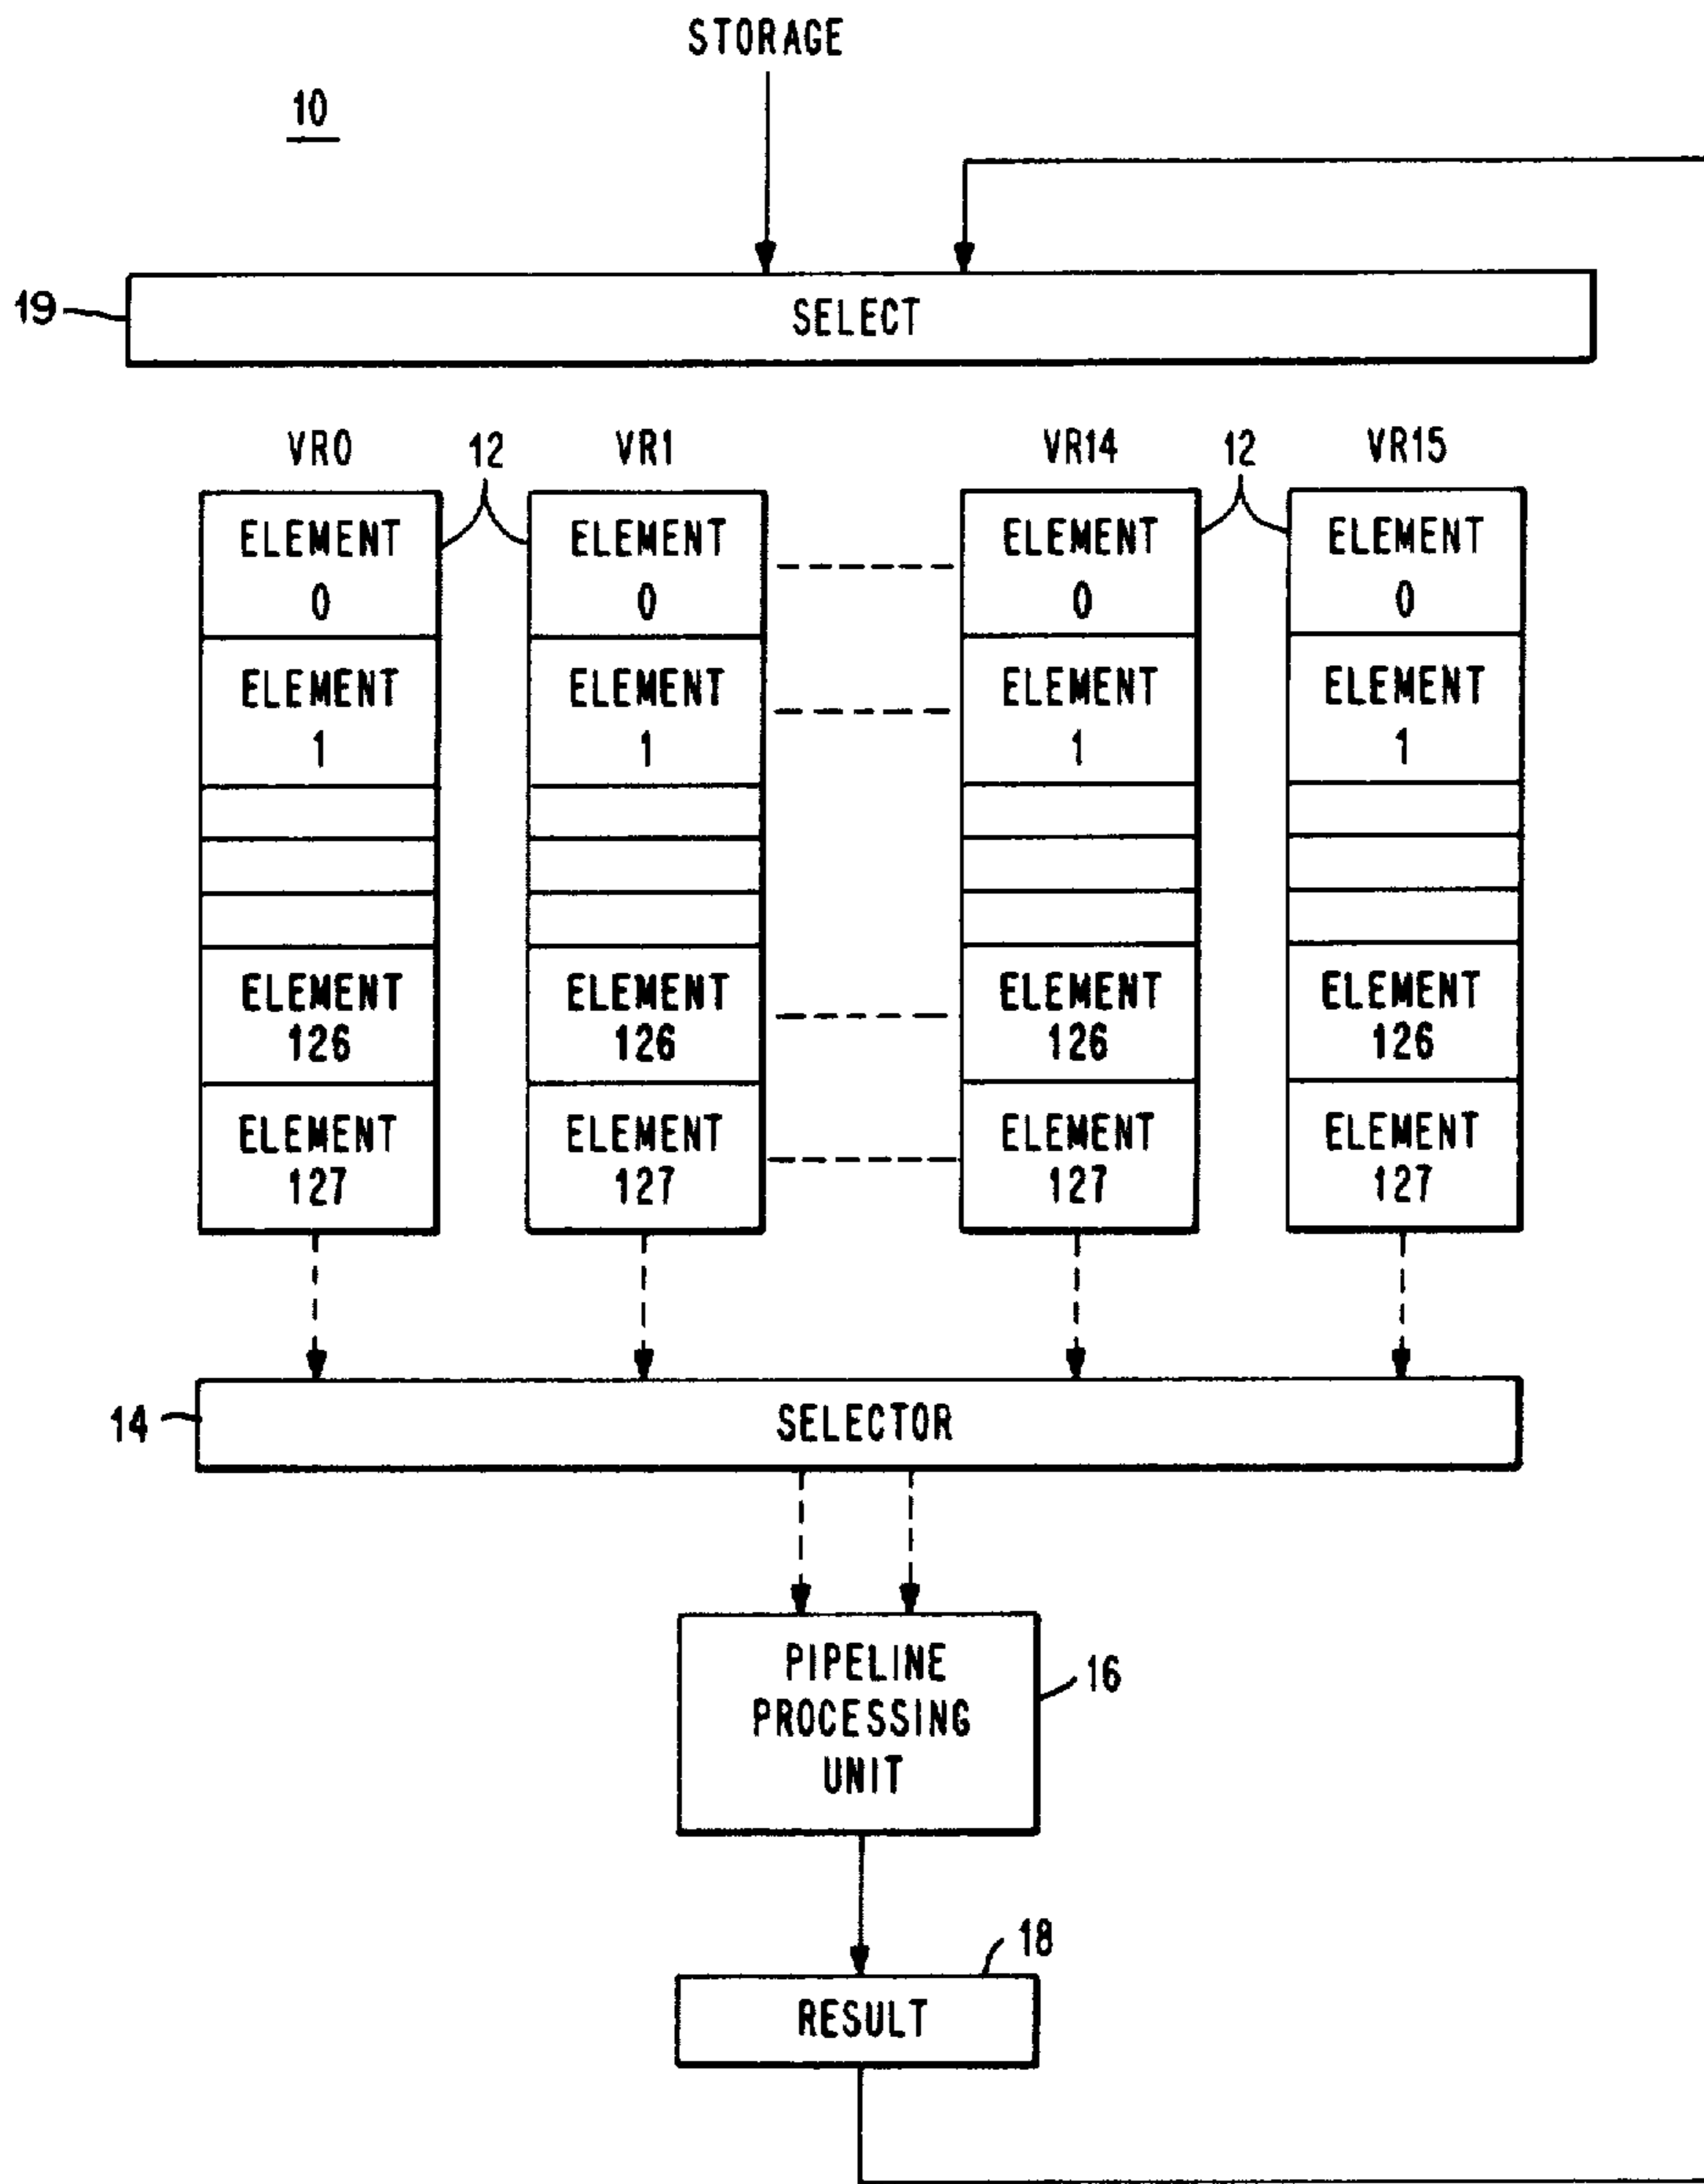 STORAGE
10
19
SELECT
VR0 12 VR1 VR14 12 VR15
ELEMENT ELEMENT ELEMENT ELEMENT
0 0 0 0
ELEMENT ELEMENT ELEMENT ELEMENT
1 1 1 1
ELEMENT ELEMENT ELEMENT ELEMENT
126 126 126 126
ELEMENT ELEMENT ELEMENT ELEMENT
127 127 127 127
14
SELECTOR
PIPELINE
PROCESSING
UNIT
16
18
RESULT